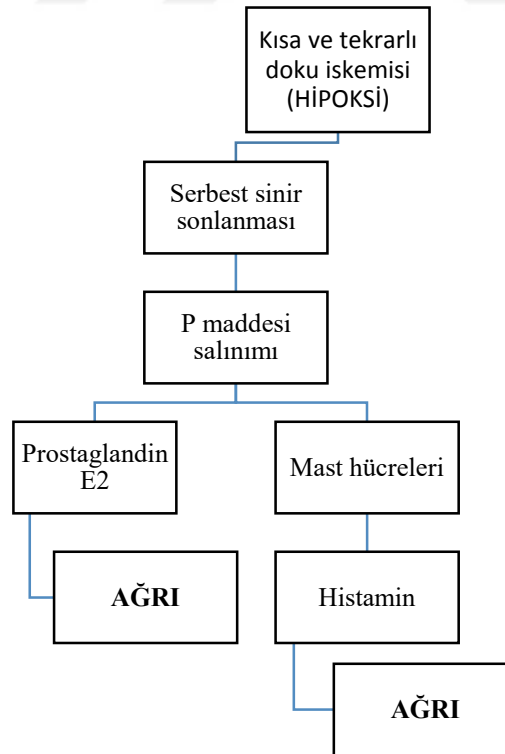 Kısa ve tekrarlı
doku iskemisi
(HİPOKSİ)
Serbest sinir
sonlanması
P maddesi
salınımı
Prostaglandin
E2
Mast hücreleri
AĞRI
Histamin
AĞRI